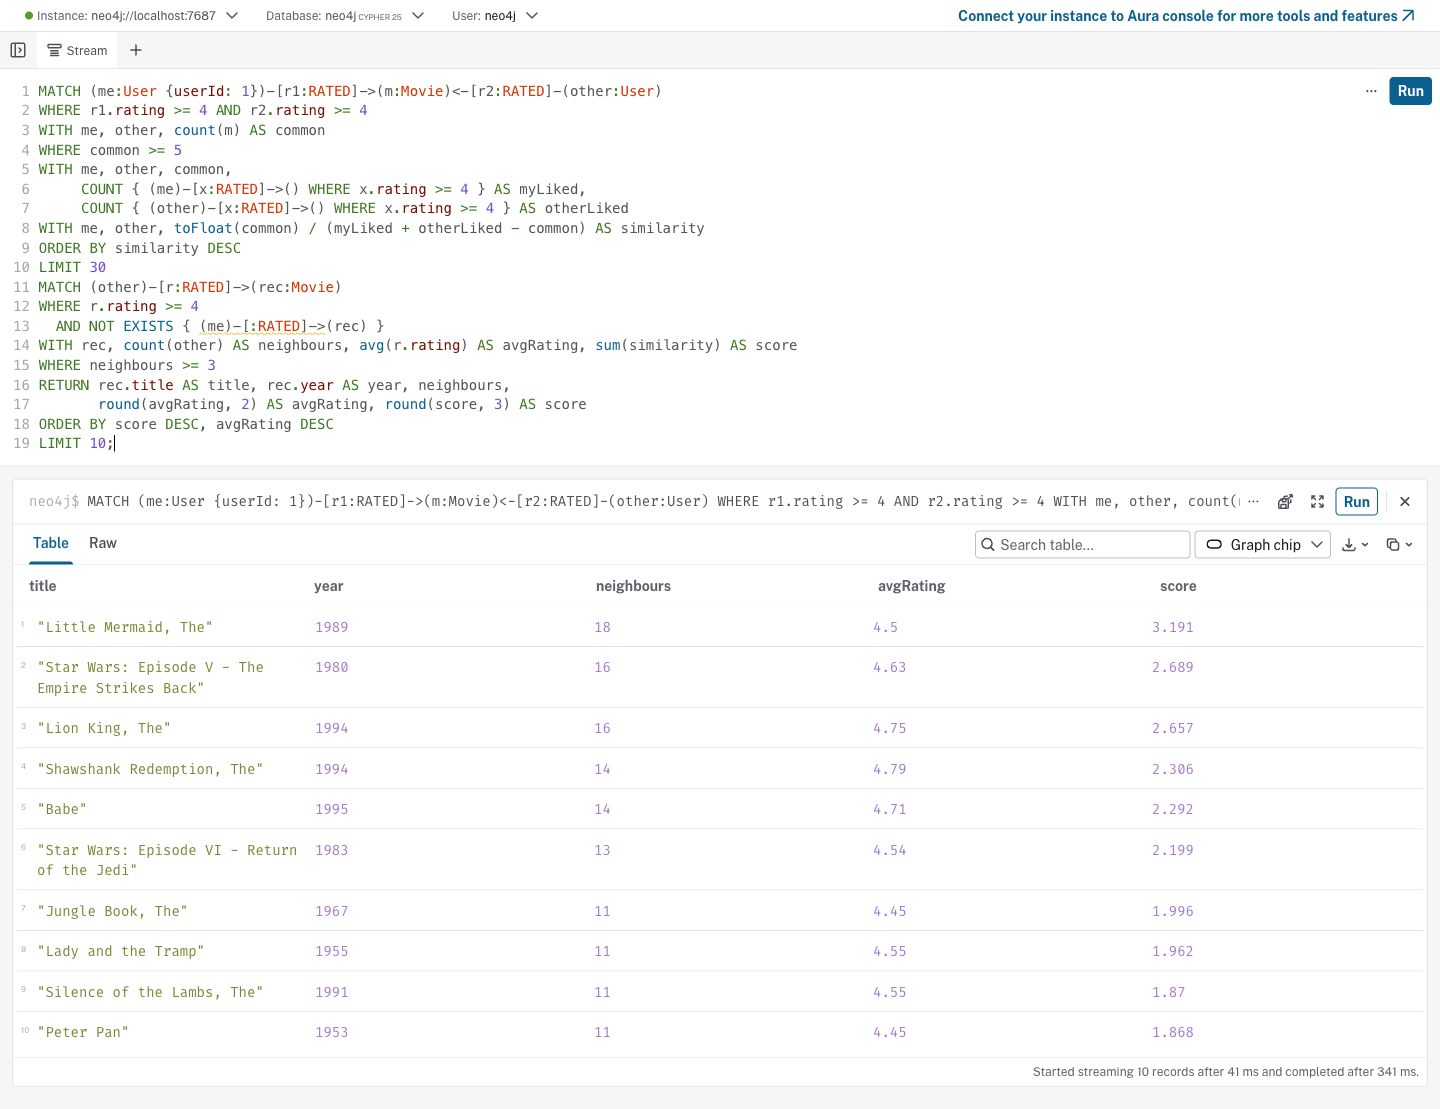 Instance: neo4j://localhost:7687
Database: neo4j CYPHER 25
User: neo4j
Connect your instance to Aura console for more tools and features
Stream
1 MATCH (me:User {userId: 1})-[r1:RATED]->(m:Movie)<-[r2:RATED]-(other:User)
2 WHERE r1.rating >= 4 AND r2.rating >= 4
3 WITH me, other, count(m) AS common
4 WHERE common >= 5
5 WITH me, other, common,
6      COUNT { (me)-[x:RATED]->() WHERE x.rating >= 4 } AS myLiked,
7      COUNT { (other)-[x:RATED]->() WHERE x.rating >= 4 } AS otherLiked
8 WITH me, other, toFloat(common) / (myLiked + otherLiked - common) AS similarity
9 ORDER BY similarity DESC
10 LIMIT 30
11 MATCH (other)-[r:RATED]->(rec:Movie)
12 WHERE r.rating >= 4
13   AND NOT EXISTS { (me)-[:RATED]->(rec) }
14 WITH rec, count(other) AS neighbours, avg(r.rating) AS avgRating, sum(similarity) AS score
15 WHERE neighbours >= 3
16 RETURN rec.title AS title, rec.year AS year, neighbours,
17        round(avgRating, 2) AS avgRating, round(score, 3) AS score
18 ORDER BY score DESC, avgRating DESC
19 LIMIT 10;
Run
neo4j$ MATCH (me:User {userId: 1})-[r1:RATED]->(m:Movie)<-[r2:RATED]-(other:User) WHERE r1.rating >= 4 AND r2.rating >= 4 WITH me, other, count( ... Run
Table Raw
Search table...
Graph chip
title year neighbours avgRating score
1 "Little Mermaid, The" 1989 18 4.5 3.191
2 "Star Wars: Episode V - The 1980 16 4.63 2.689
Empire Strikes Back"
3 "Lion King, The" 1994 16 4.75 2.657
4 "Shawshank Redemption, The" 1994 14 4.79 2.306
5 "Babe" 1995 14 4.71 2.292
6 "Star Wars: Episode VI - Return 1983 13 4.54 2.199
of the Jedi"
7 "Jungle Book, The" 1967 11 4.45 1.996
8 "Lady and the Tramp" 1955 11 4.55 1.962
9 "Silence of the Lambs, The" 1991 11 4.55 1.87
10 "Peter Pan" 1953 11 4.45 1.868
Started streaming 10 records after 41 ms and completed after 341 ms.